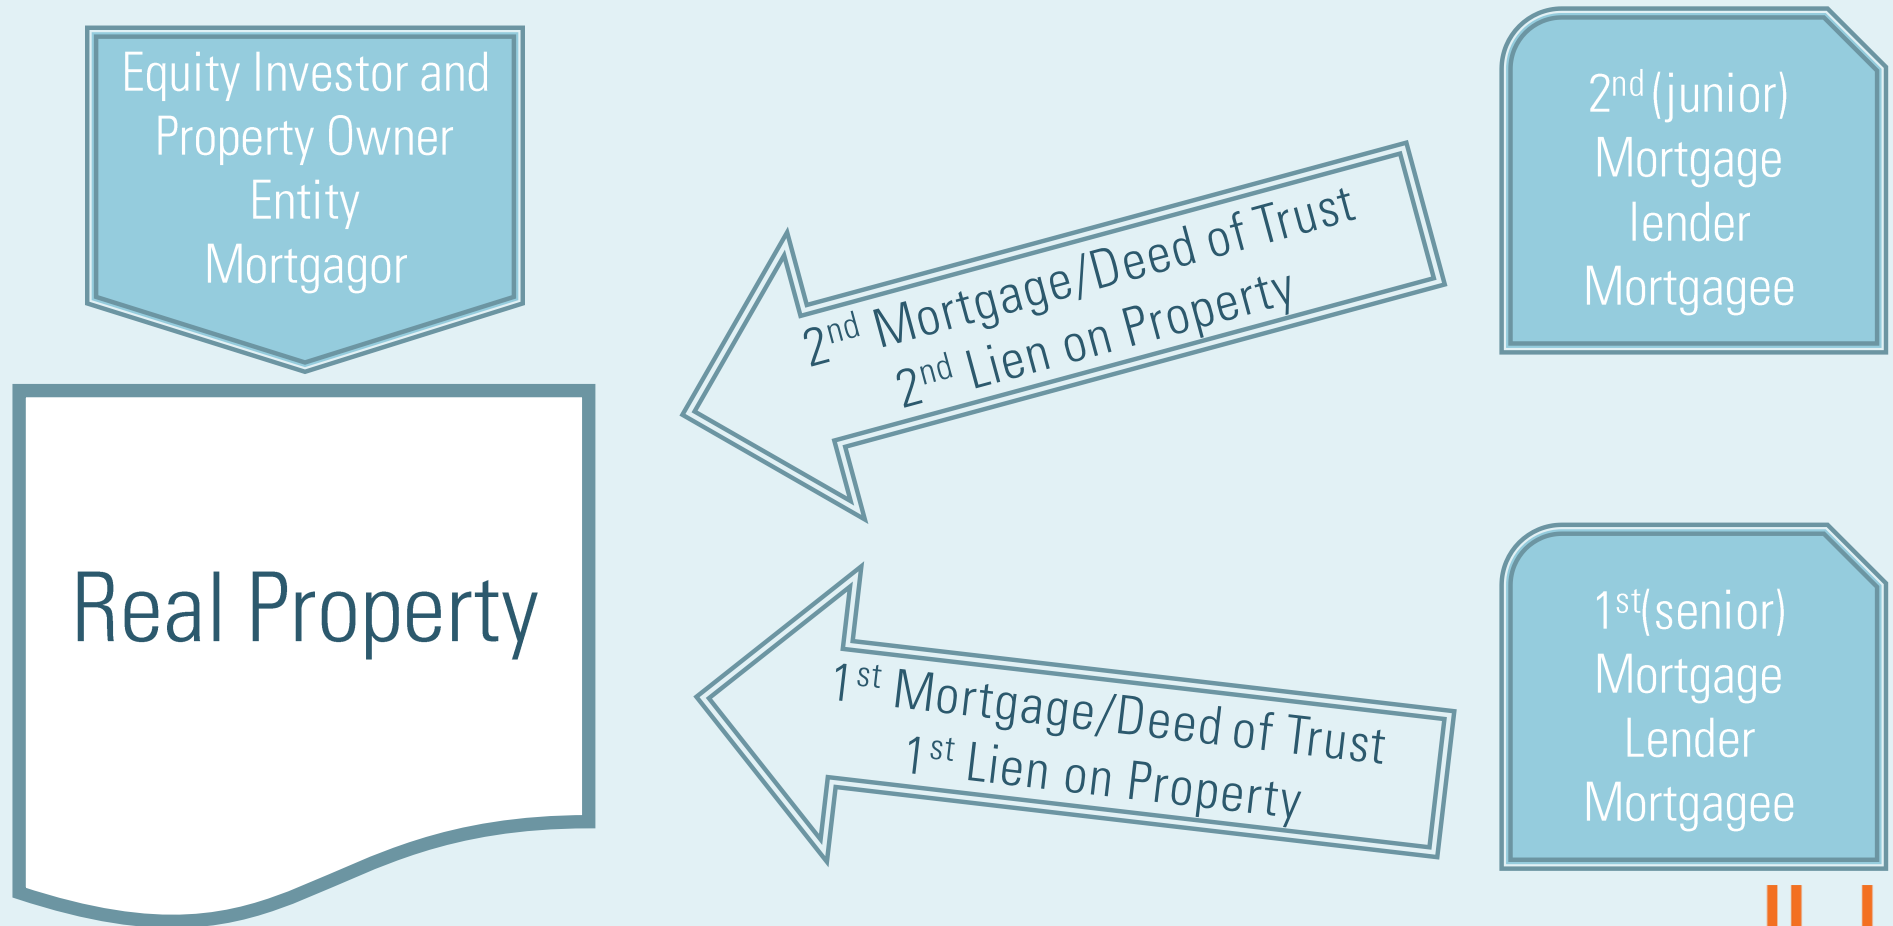 Equity Investor and
Property Owner
Entity
Mortgagor
Real Property
2nd Mortgage/Deed of Trust
2nd Lien on Property
1st Mortgage/Deed of Trust
1st Lien on Property
2nd (junior)
Mortgage
lender
Mortgagee
1st(senior)
Mortgage
Lender
Mortgagee